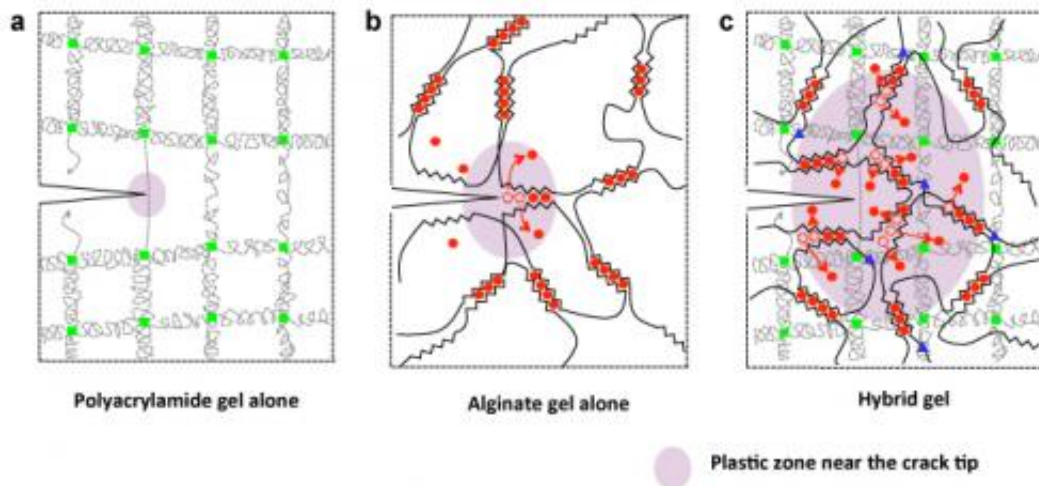 a
b
c
Polyacrylamide gel alone
Alginate gel alone
Hybrid gel
Plastic zone near the crack tip